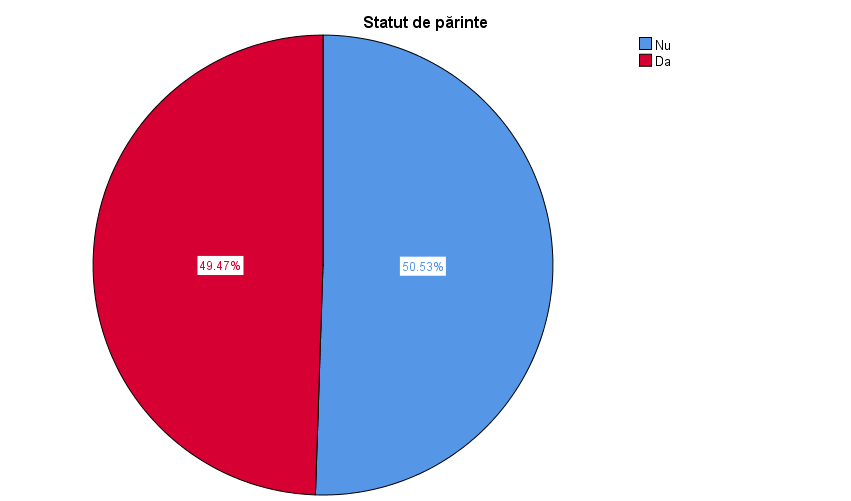 Statut de părinte
Nu
Da
49.47%
50.53%